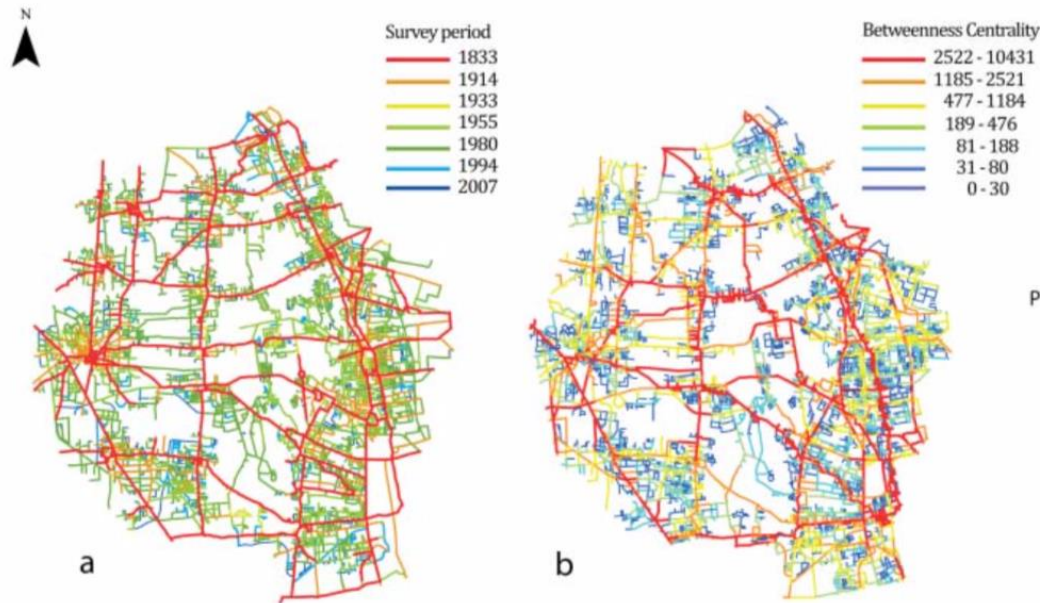 N
Survey period
1833
1914
1933
1955
1980
1994
2007
a
Betweenness Centrality
2522 - 10431
1185 - 2521
477 - 1184
189 - 476
81 - 188
31 - 80
0 - 30
b
P